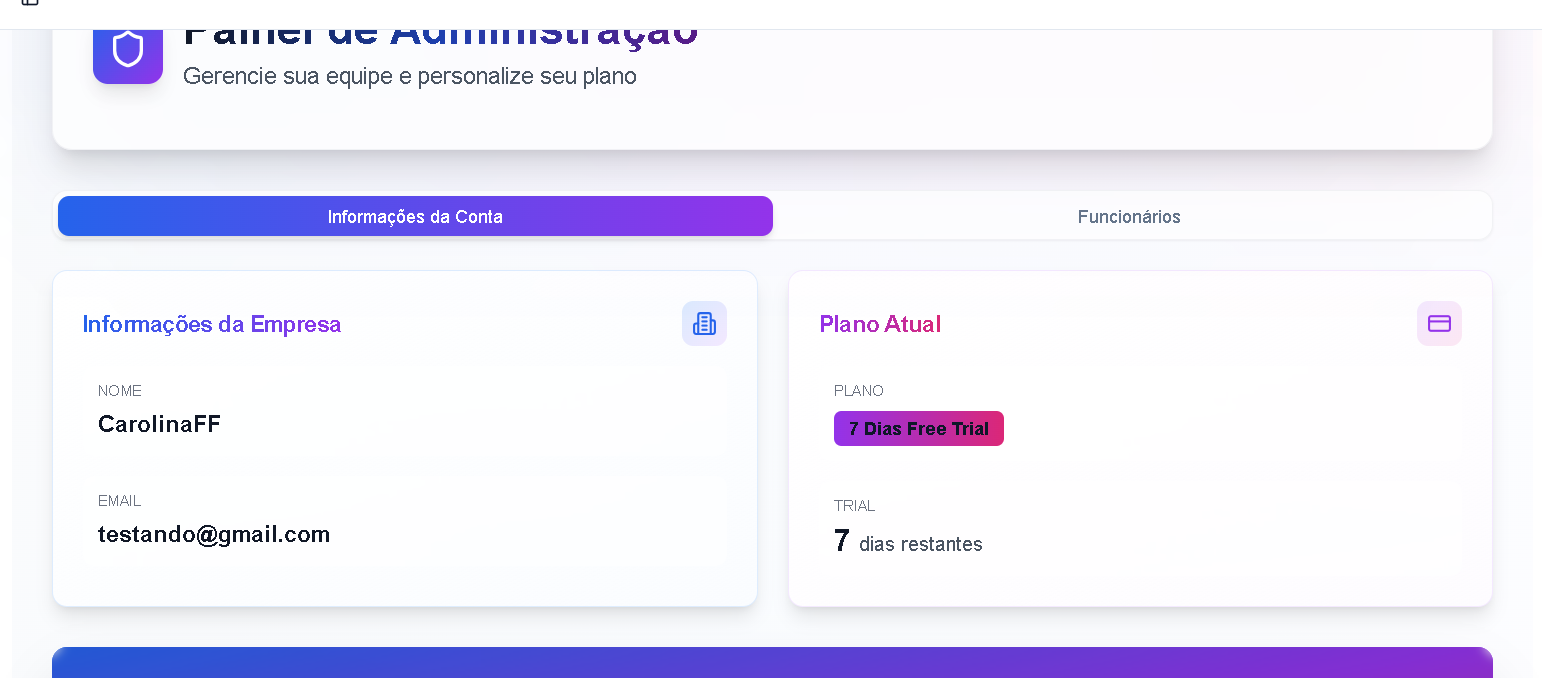 Painel de Administração
Gerencie sua equipe e personalize seu plano
Informações da Conta
Funcionários
Informações da Empresa
NOME
CarolinaFF
EMAIL
testando@gmail.com
Plano Atual
PLANO
7 Dias Free Trial
TRIAL
7 dias restantes